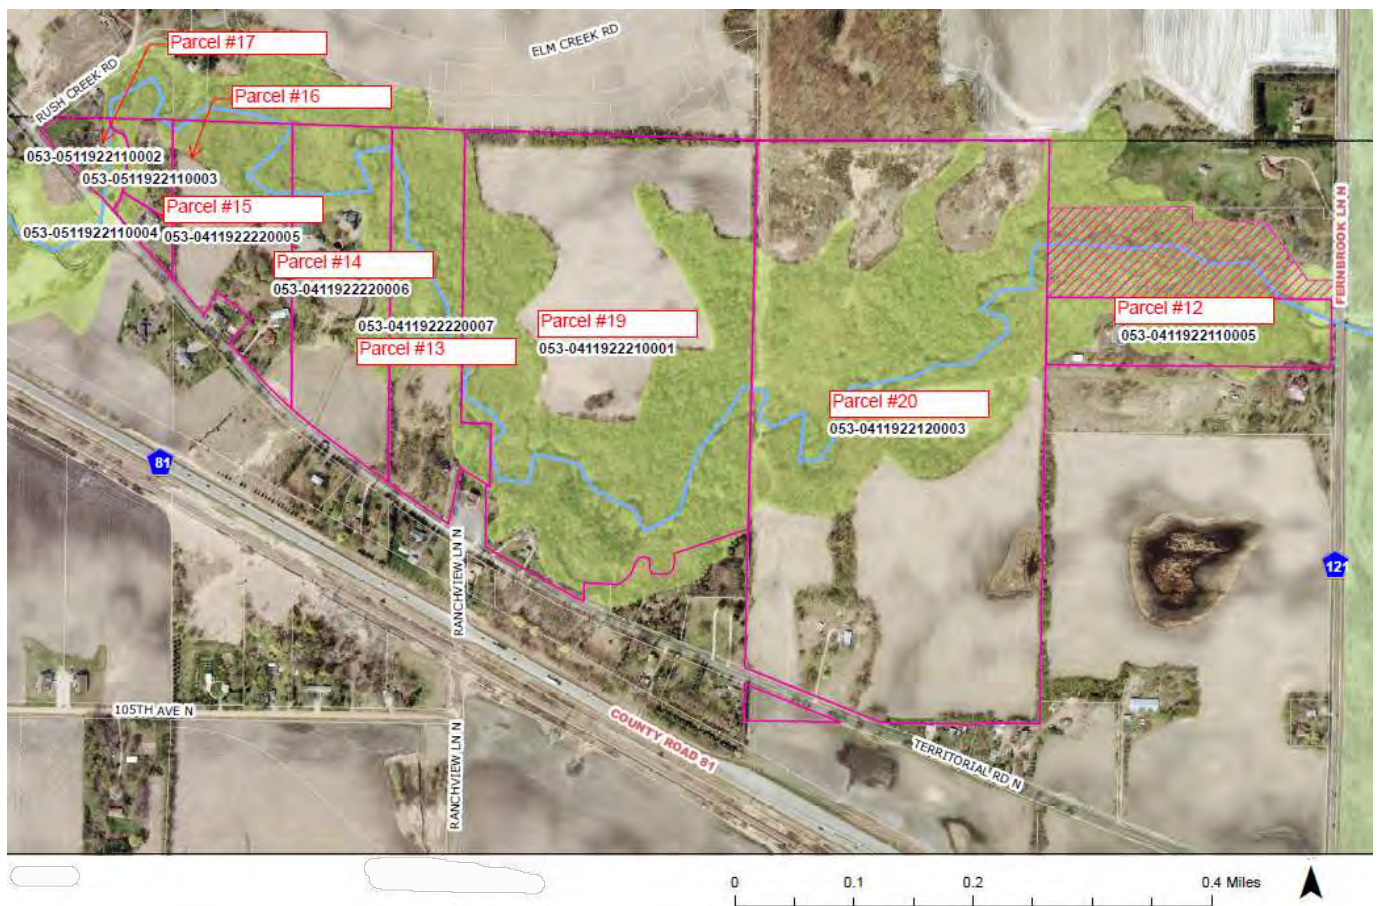 Parcel #17
ELM CREEK RD
RUSH CREEK RD
Parcel #16
053-0511922110002
053-0511922110003
Parcel #15
053-0511922110004
053-0411922220005
Parcel #14
053-0411922220006
FERNBROOK LN N
Parcel #12
053-0411922110005
Parcel #19
053-0411922220007
053-0411922210001
Parcel #13
Parcel #20
053-0411922120003
81
121
RANCHVIEW LN N
105TH AVE N
COUNTY ROAD 81
RANCHVIEW LN N
TERRITORIAL RD N
0 0.1 0.2 0.4 Miles